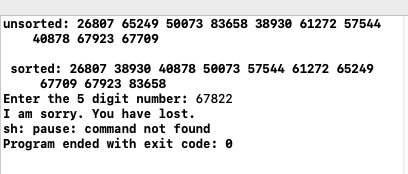 unsorted: 26807 65249 50073 83658 38930 61272 57544
40878 67923 67709
sorted: 26807 38930 40878 50073 57544 61272 65249
67709 67923 83658
Enter the 5 digit number: 67822
I am sorry. You have lost.
sh: pause: command not found
Program ended with exit code: 0